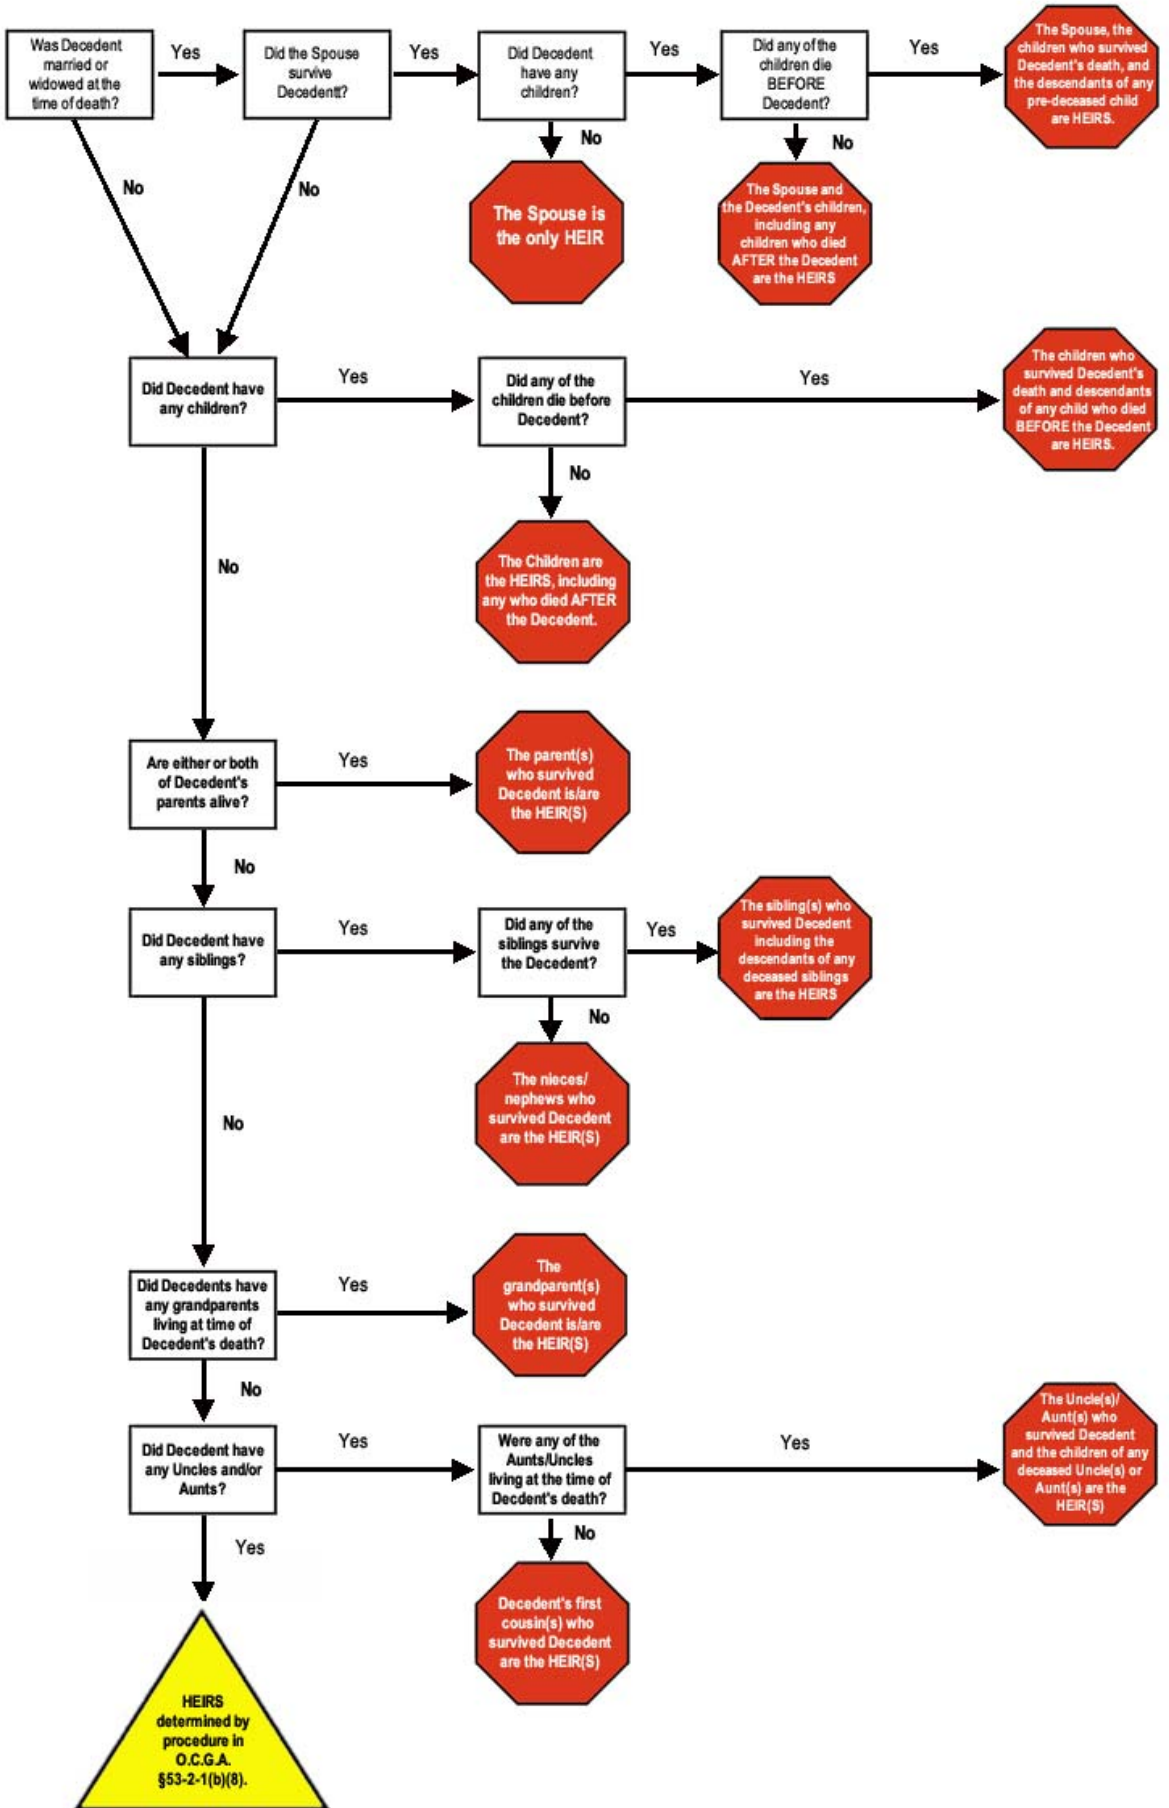 Was Decedent
married or
widowed at the
time of death?
Yes
Did the Spouse
survive
Decedentt?
Yes
Did Decedent
have any
children?
Yes
Did any of the
children die
BEFORE
Decedent?
Yes
The Spouse, the
children who survived
Decedent's death, and
the descendants of any
pre-deceased child
are HEIRS.
No
No
No
The Spouse is
the only HEIR
No
The Spouse and
the Decedent's children,
including any
children who died
AFTER the Decedent
are the HEIRS
Did Decedent have
any children?
Yes
Did any of the
children die before
Decedent?
Yes
The children who
survived Decedent's
death and descendants
of any child who died
BEFORE the Decedent
are HEIRS.
No
The Children are
the HEIRS, including
any who died AFTER
the Decedent.
No
Are either or both
of Decedent's
parents alive?
Yes
The parent(s)
who survived
Decedent is/are
the HEIR(S)
No
Did Decedent have
any siblings?
Yes
Did any of the
siblings survive
the Decedent?
Yes
The sibling(s) who
survived Decedent
including the
descendants of any
deceased siblings
are the HEIRS
No
The nieces/
nephews who
survived Decedent
are the HEIR(S)
No
Did Decedents have
any grandparents
living at time of
Decedent's death?
Yes
The
grandparent(s)
who survived
Decedent is/are
the HEIR(S)
No
Did Decedent have
any Uncles and/or
Aunts?
Yes
Were any of the
Aunts/Uncles
living at the time of
Decdent's death?
Yes
The Uncle(s)/
Aunt(s) who
survived Decedent
and the children of any
deceased Uncle(s) or
Aunt(s) are the
HEIR(S)
No
Decedent's first
cousin(s) who
survived Decedent
are the HEIR(S)
Yes
HEIRS
determined by
procedure in
O.C.G.A.
§53-2-1(b)(8).